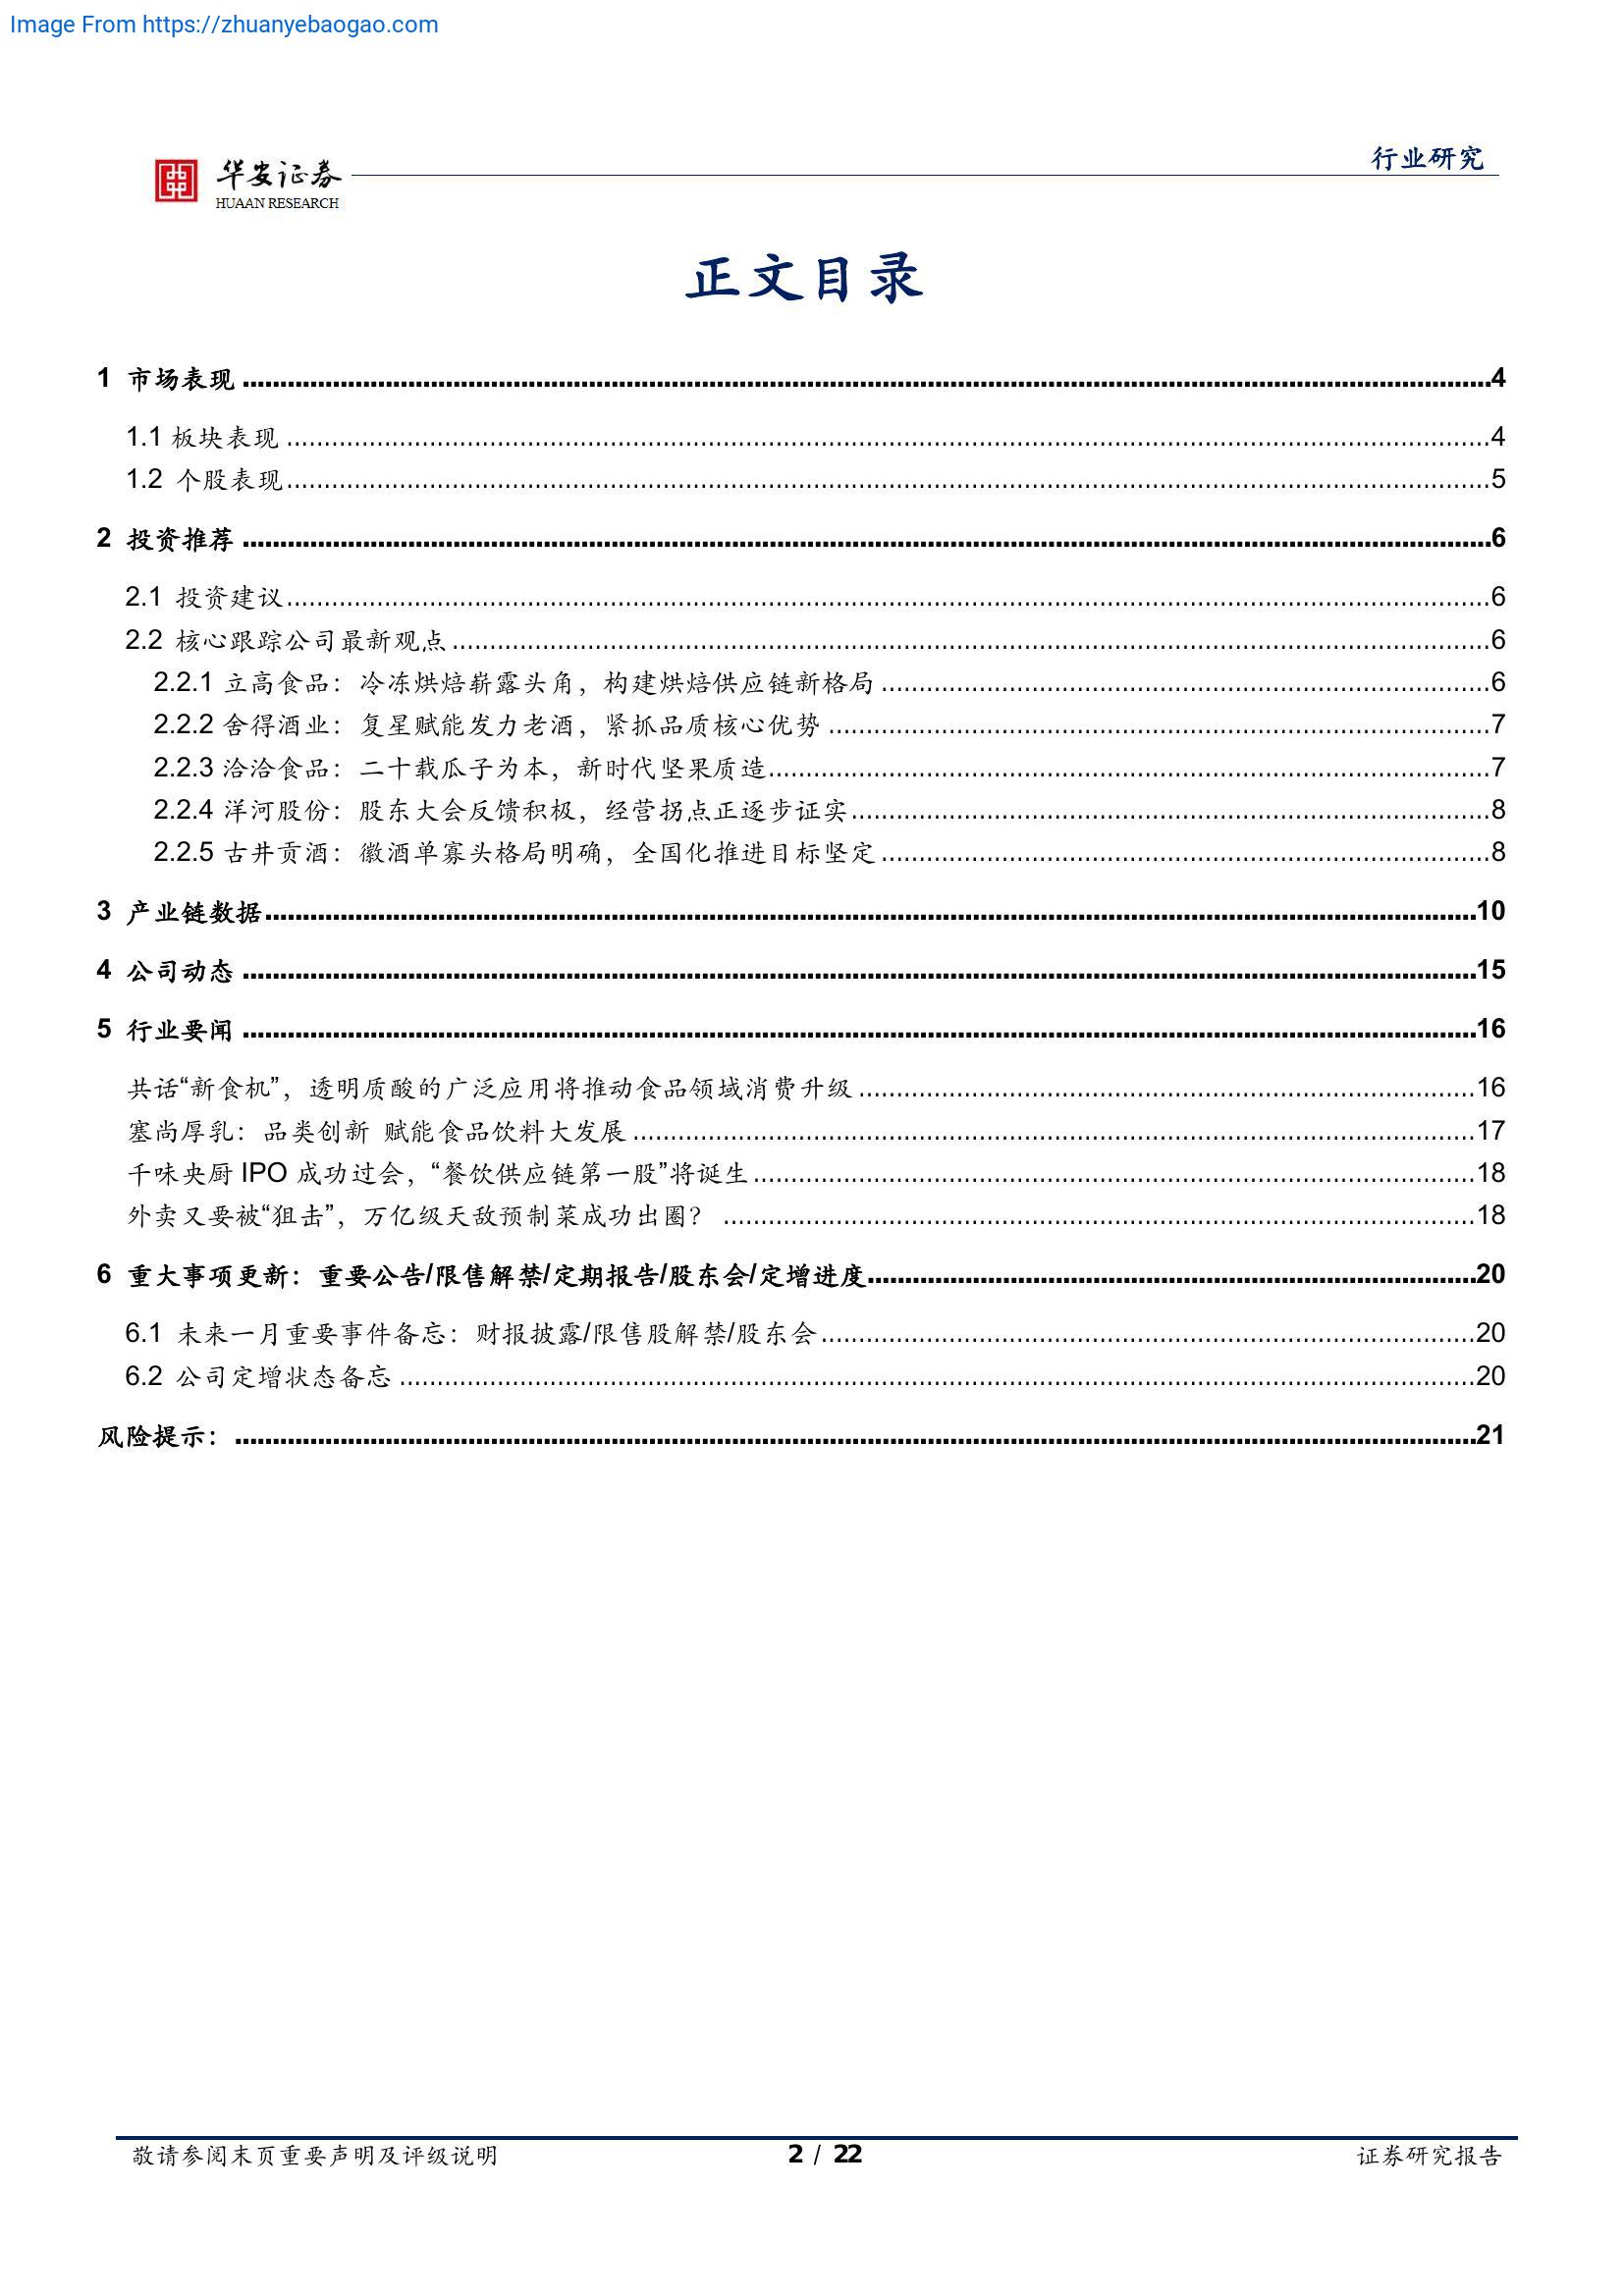 Image From https://zhuanyebaogao.com
华安证券
HUAAN RESEARCH
行业研究
正文目录
1 市场表现 ........................................ 4
1.1 板块表现 ........................................ 4
1.2 个股表现 ........................................ 5
2 投资推荐 ........................................ 6
2.1 投资建议 ........................................ 6
2.2 核心跟踪公司最新观点 ........................................ 6
2.2.1 立高食品：冷冻烘焙崭露头角，构建烘焙供应链新格局 ........................................ 6
2.2.2 舍得酒业：复星赋能发力老酒，紧抓品质核心优势 ........................................ 7
2.2.3 洽洽食品：二十载瓜子为本，新时代坚果质造 ........................................ 7
2.2.4 洋河股份：股东大会反馈积极，经营拐点正逐步证实 ........................................ 8
2.2.5 古井贡酒：徽酒单寡头格局明确，全国化推进目标坚定 ........................................ 8
3 产业链数据 ........................................ 10
4 公司动态 ........................................ 15
5 行业要闻 ........................................ 16
共话“新食机”，透明质酸的广泛应用将推动食品领域消费升级 ........................................ 16
塞尚厚乳：品类创新 赋能食品饮料大发展 ........................................ 17
千味央厨 IPO 成功过会，“餐饮供应链第一股”将诞生 ........................................ 18
外卖又要被“狙击”，万亿级天敌预制菜成功出圈？ ........................................ 18
6 重大事项更新：重要公告/限售解禁/定期报告/股东会/定增进度 ........................................ 20
6.1 未来一月重要事件备忘：财报披露/限售股解禁/股东会 ........................................ 20
6.2 公司定增状态备忘 ........................................ 20
风险提示： ........................................ 21
敬请参阅末页重要声明及评级说明
2 / 22
证券研究报告